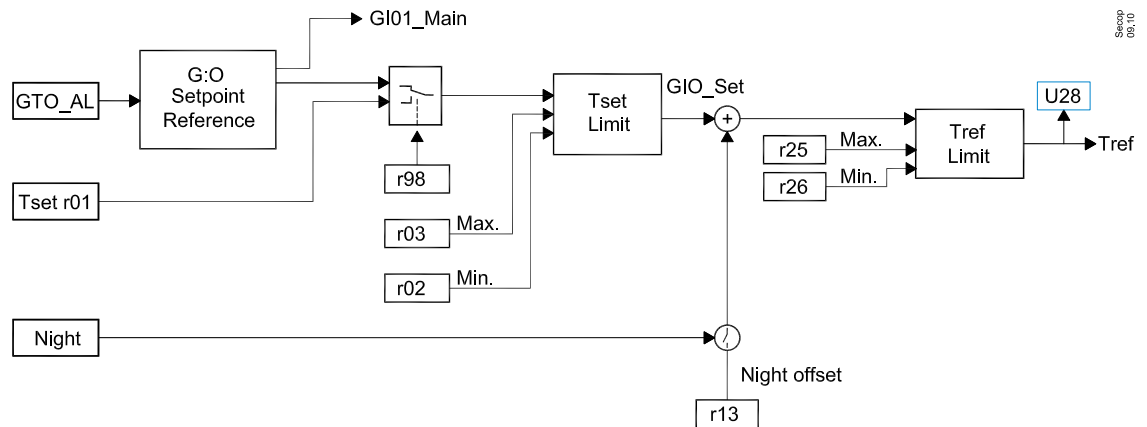 GI01_Main
Secop
09.10
G:O
Setpoint
Reference
GTO_AL
Tset r01
r98
r03
Max.
r02
Min.
Tset
Limit
GIO_Set
+
r25
Max.
r26
Min.
Tref
Limit
U28
Tref
Night
Night offset
r13